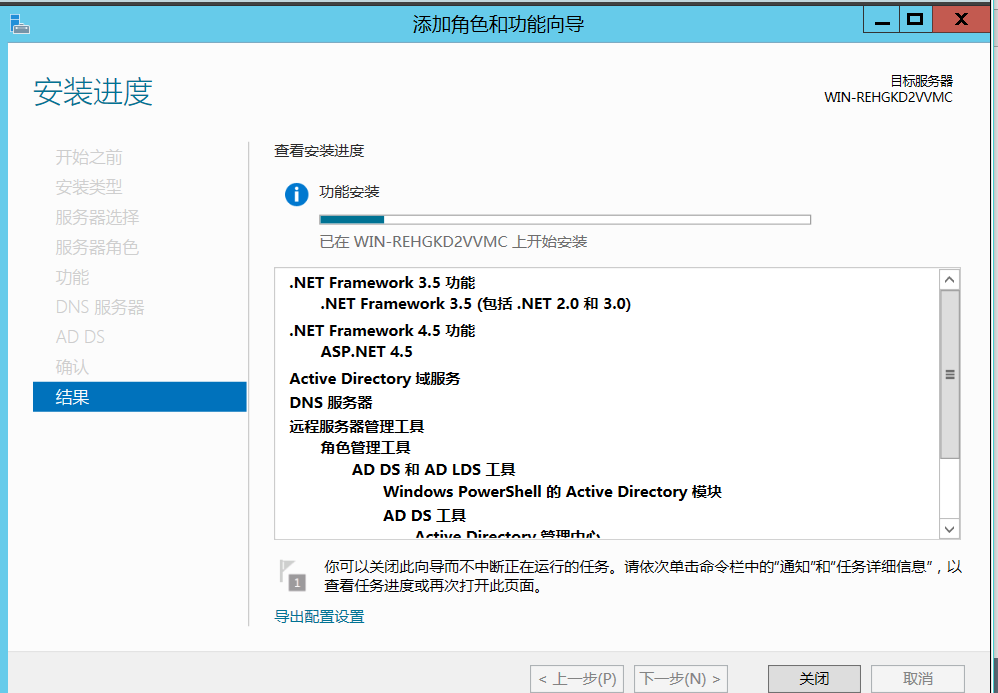 添加角色和功能向导
安装进度
目标服务器
WIN-REHGKD2VVMC
开始之前
安装类型
服务器选择
服务器角色
功能
DNS 服务器
AD DS
确认
结果
查看安装进度
功能安装
已在 WIN-REHGKD2VVMC 上开始安装
.NET Framework 3.5 功能
.NET Framework 3.5 (包括 .NET 2.0 和 3.0)
.NET Framework 4.5 功能
ASP.NET 4.5
Active Directory 域服务
DNS 服务器
远程服务器管理工具
角色管理工具
AD DS 和 AD LDS 工具
Windows PowerShell 的 Active Directory 模块
AD DS 工具
Active Directory 管理中心
1
你可以关闭此向导而不中断正在运行的任务。请依次单击命令栏中的"通知"和"任务详细信息"，以
查看任务进度或再次打开此页面。
导出配置设置
< 上一步(P)
下一步(N) >
关闭
取消